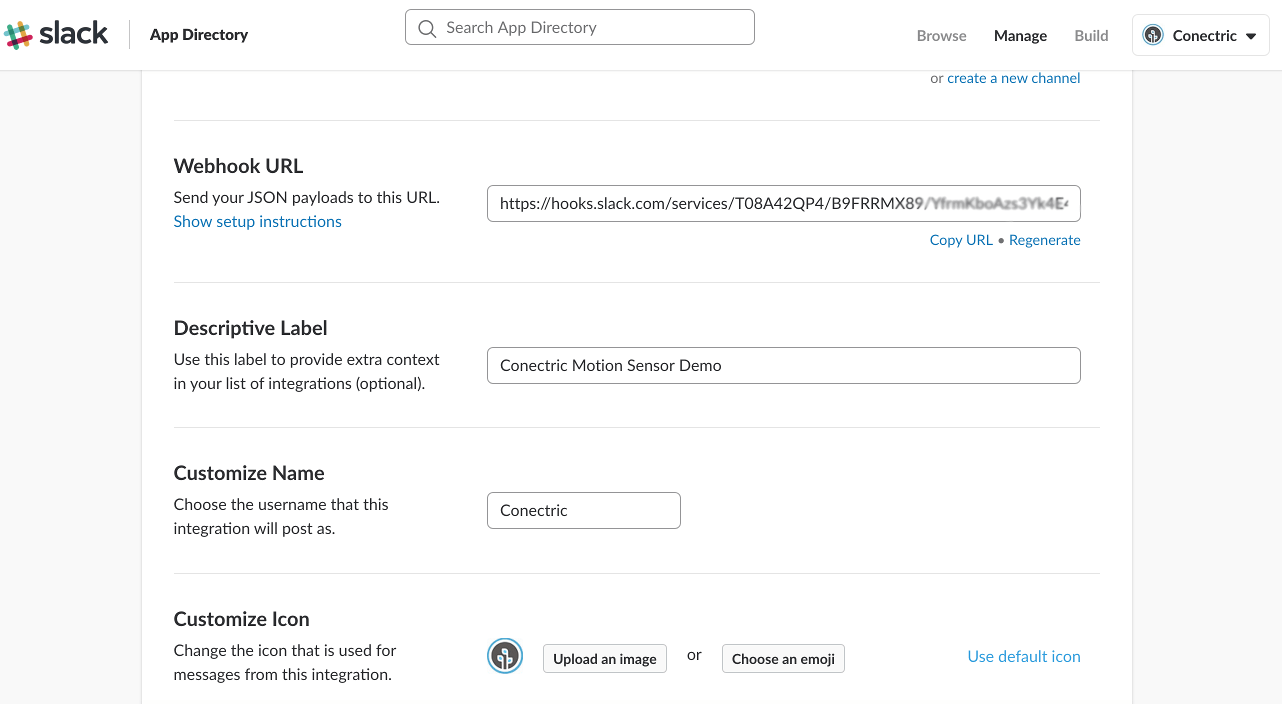 slack App Directory Search App Directory Browse Manage Build Conectric
or create a new channel
Webhook URL
Send your JSON payloads to this URL.
Show setup instructions
https://hooks.slack.com/services/T08A42QP4/B9FRRMX89/
Copy URL • Regenerate
Descriptive Label
Use this label to provide extra context
in your list of integrations (optional).
Conectric Motion Sensor Demo
Customize Name
Choose the username that this
integration will post as.
Conectric
Customize Icon
Change the icon that is used for
messages from this integration.
Upload an image or Choose an emoji Use default icon